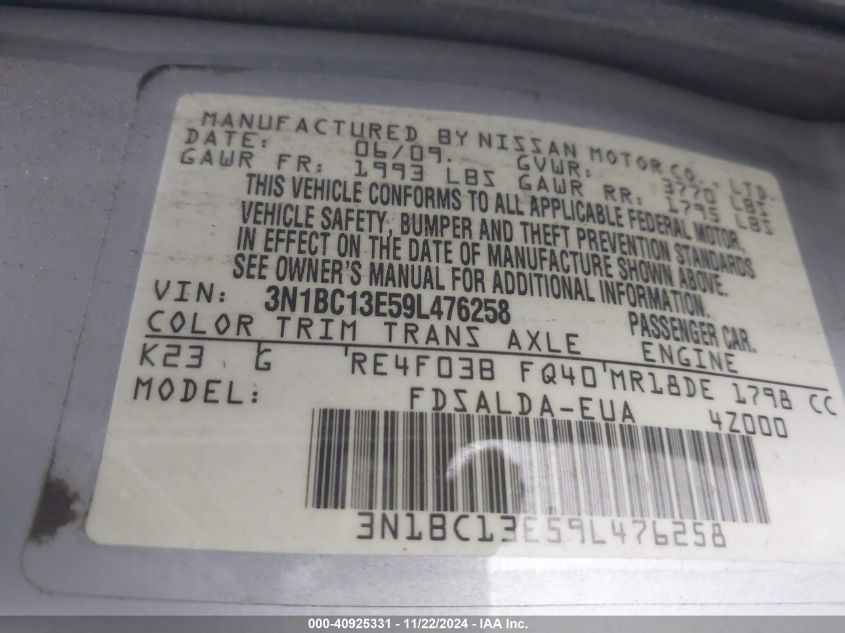 MANUFACTURED BY NISSAN MOTOR CO., LTD.
DATE: 06/09. GVWR: 3770 LBS
GAWR FR: 1993 LBS GAWR RR: 1795 LBS
THIS VEHICLE CONFORMS TO ALL APPLICABLE FEDERAL MOTOR
VEHICLE SAFETY, BUMPER AND THEFT PREVENTION STANDARDS
IN EFFECT ON THE DATE OF MANUFACTURE SHOWN ABOVE.
SEE OWNER'S MANUAL FOR ADDITIONAL INFORMATION.
VIN: 3N1BC13E59L476258 PASSENGER CAR.
COLOR TRIM TRANS AXLE ENGINE
K23 G RE4F03B FQ40 MR18DE 1798 CC
MODEL: FDSALDA-EUA 4Z000
3N1BC13E59L476258
000-40925331 - 11/22/2024 - IAA Inc.